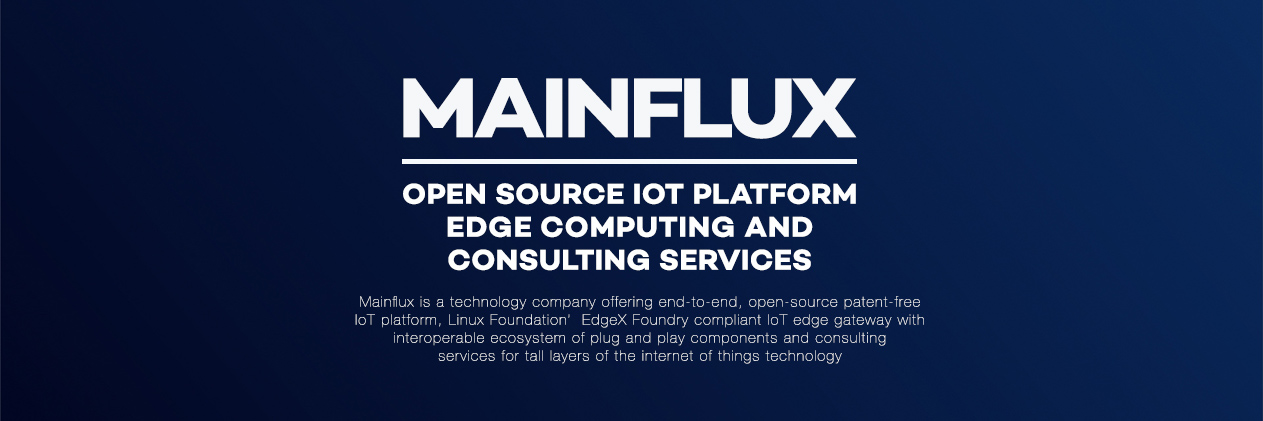 MAINFLUX
OPEN SOURCE IOT PLATFORM
EDGE COMPUTING AND
CONSULTING SERVICES
Mainflux is a technology company offering end-to-end, open-source patent-free
IoT platform, Linux Foundation' EdgeX Foundry compliant IoT edge gateway with
interoperable ecosystem of plug and play components and consulting
services for tall layers of the internet of things technology